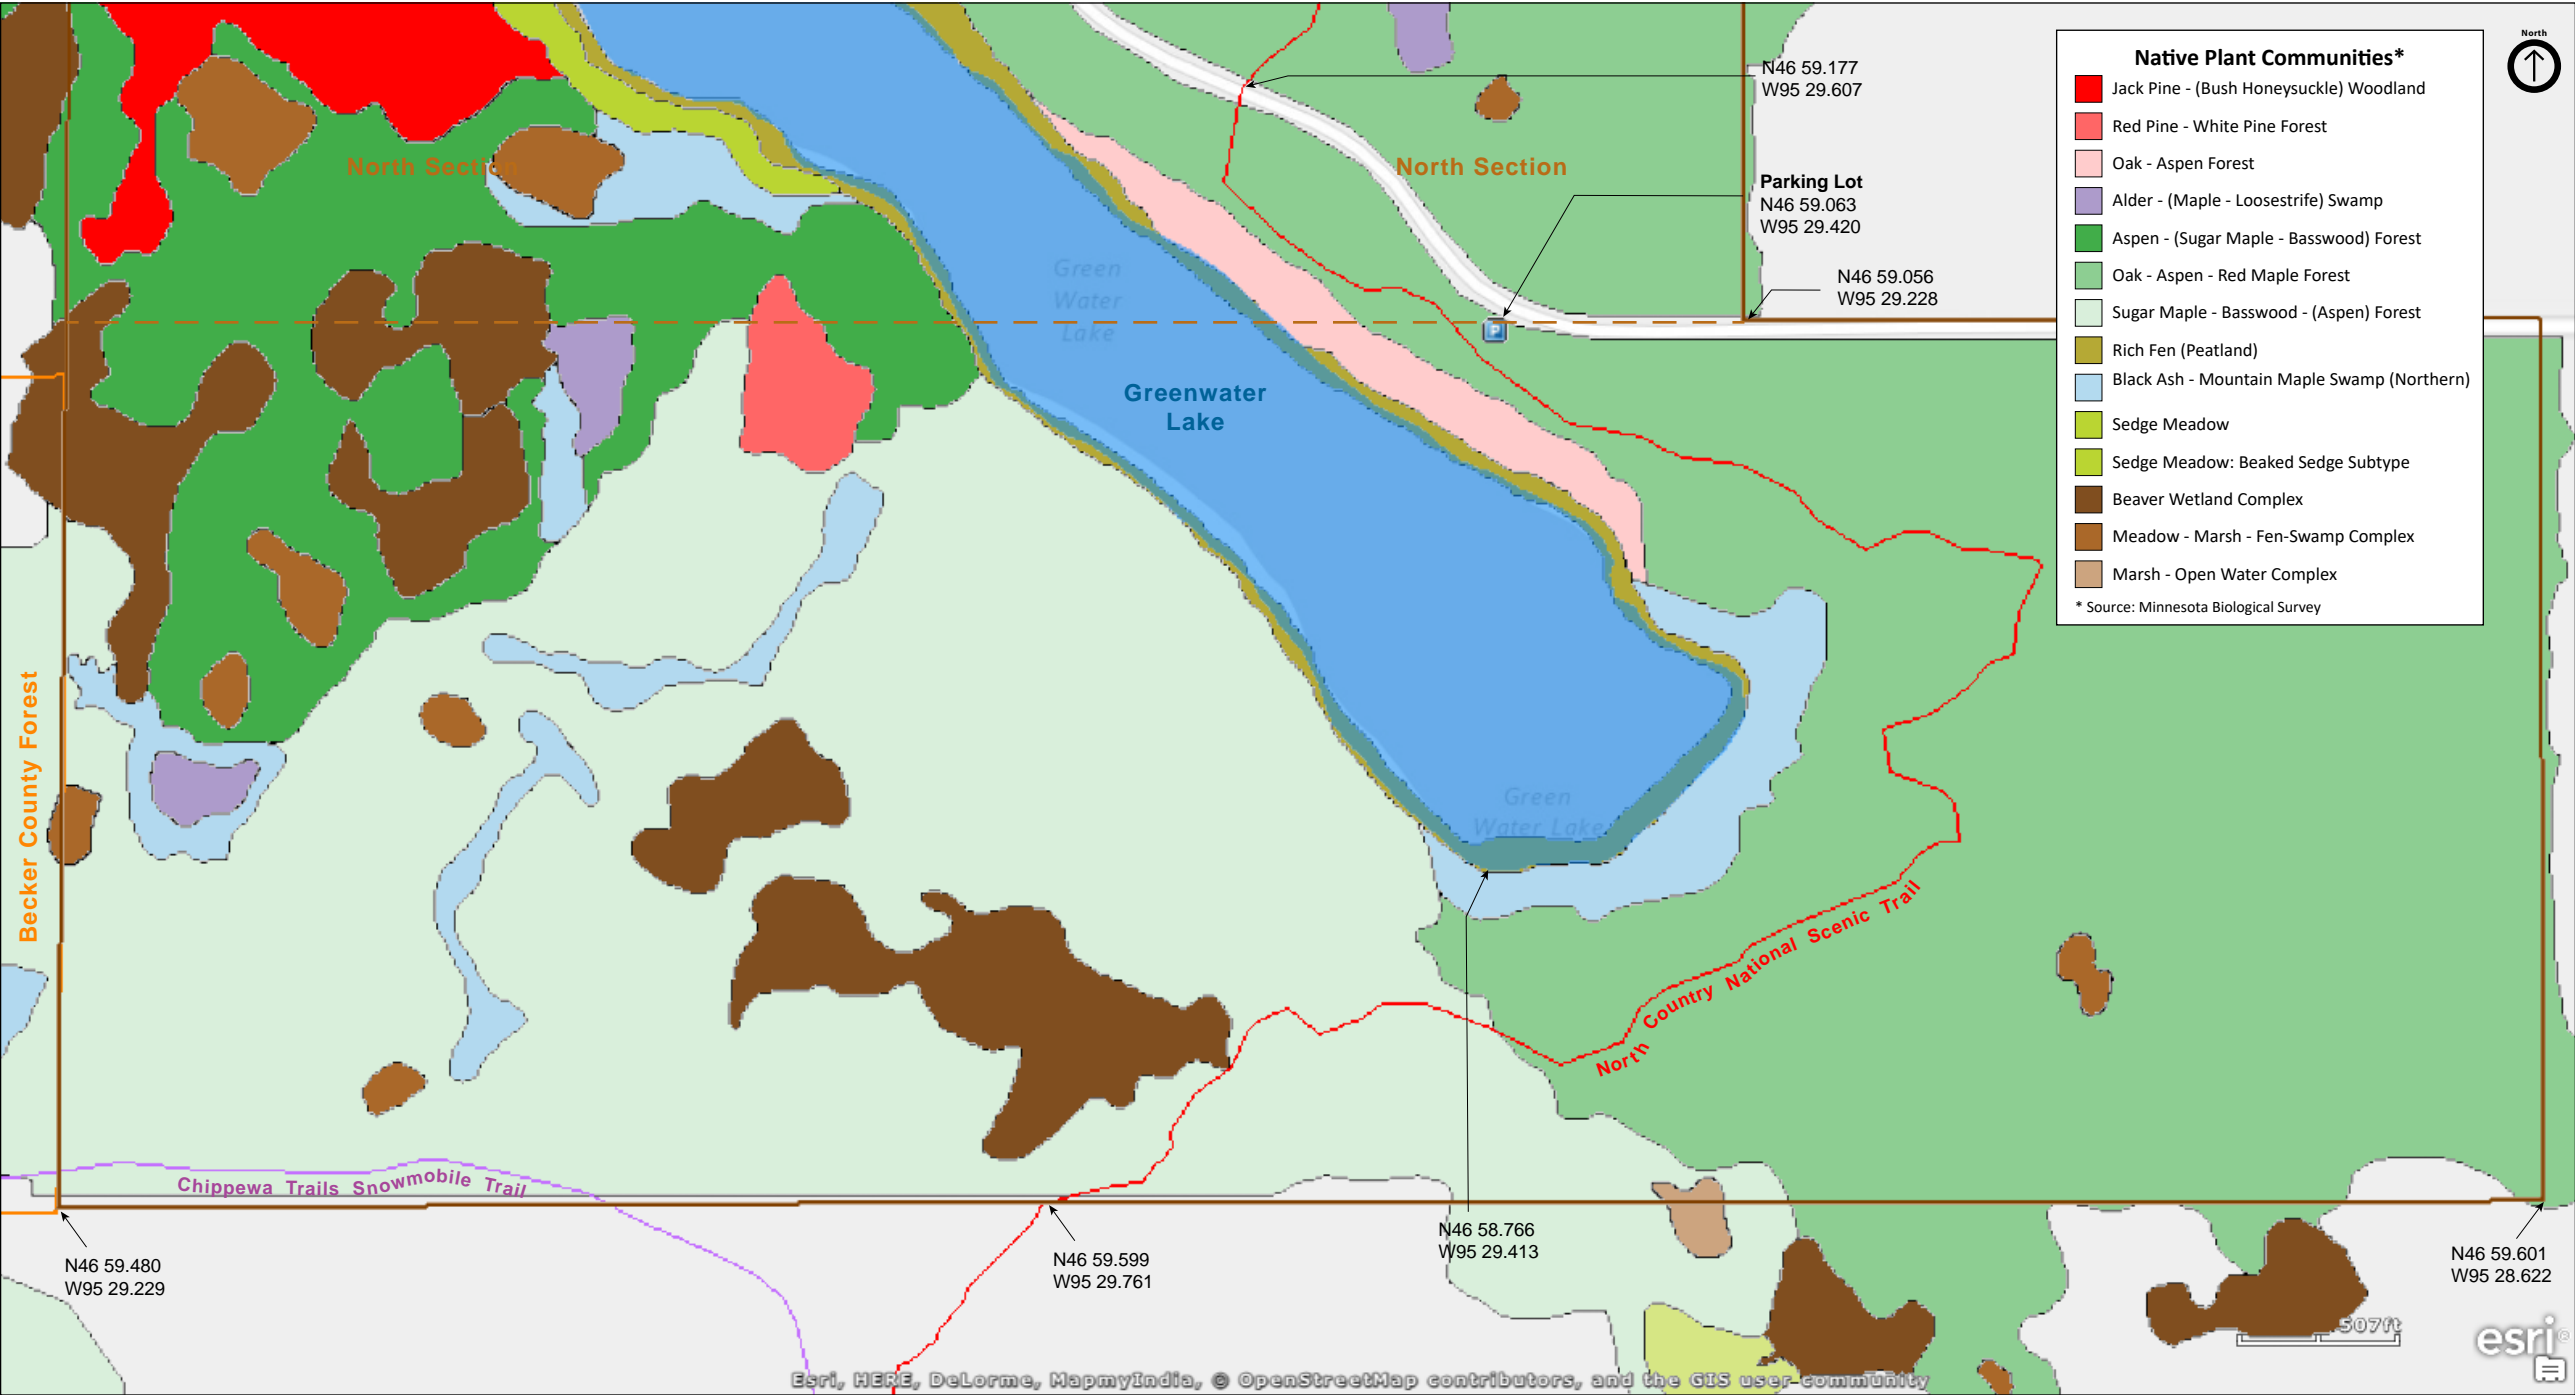 North
Native Plant Communities*
Jack Pine - (Bush Honeysuckle) Woodland
Red Pine - White Pine Forest
Oak - Aspen Forest
Alder - (Maple - Loosestrife) Swamp
Aspen - (Sugar Maple - Basswood) Forest
Oak - Aspen - Red Maple Forest
Sugar Maple - Basswood - (Aspen) Forest
Rich Fen (Peatland)
Black Ash - Mountain Maple Swamp (Northern)
Sedge Meadow
Sedge Meadow: Beaked Sedge Subtype
Beaver Wetland Complex
Meadow - Marsh - Fen-Swamp Complex
Marsh - Open Water Complex
* Source: Minnesota Biological Survey
N46 59.177
W95 29.607
North Section
North Section
Parking Lot
N46 59.063
W95 29.420
N46 59.056
W95 29.228
P
Green
Water
Lake
Greenwater
Lake
Becker County Forest
Green
Water Lake
North Country National Scenic Trail
Chippewa Trails Snowmobile Trail
N46 59.480
W95 29.229
N46 59.599
W95 29.761
N46 58.766
W95 29.413
N46 59.601
W95 28.622
507ft
esri
Esri, HERE, DeLorme, MapmyIndia, © OpenStreetMap contributors, and the GIS user community